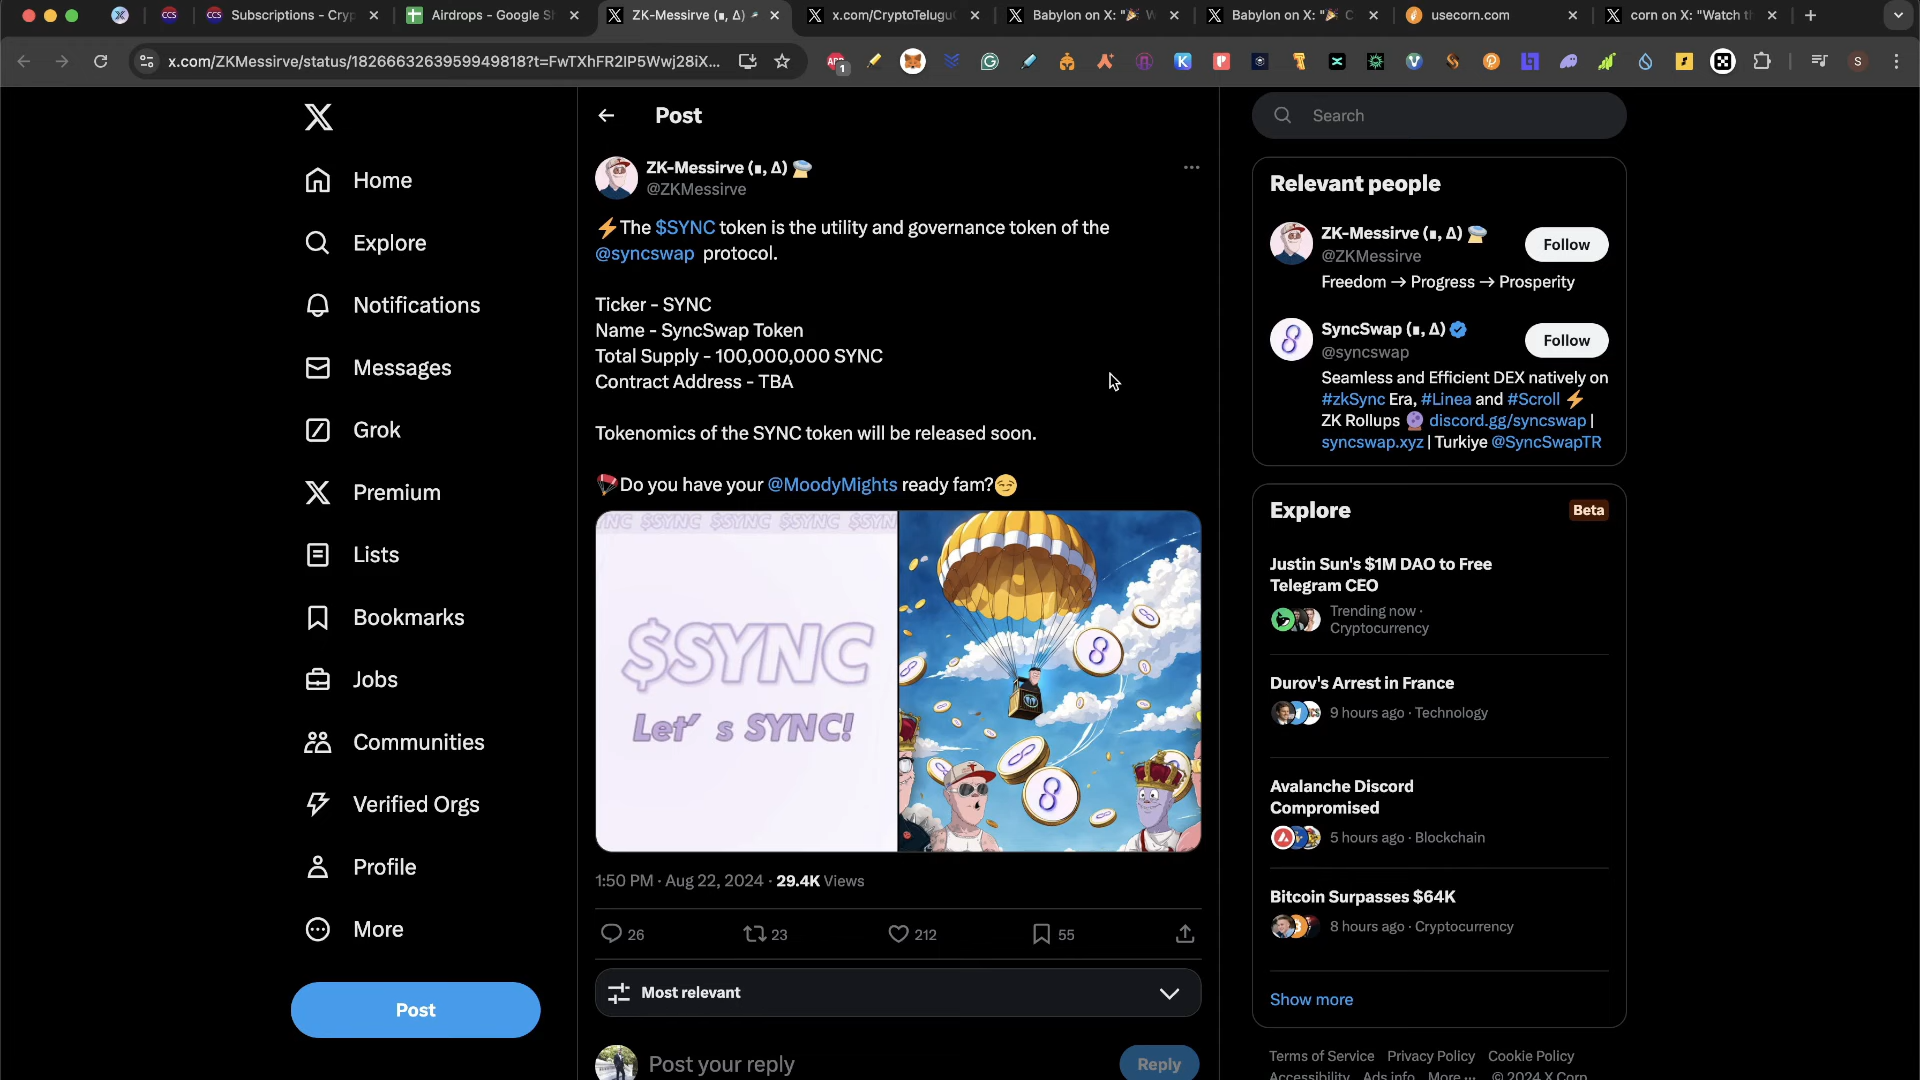 Subscriptions - Cryp
Airdrops - Google Sh
ZK-Messirve (∎, Δ)
x.com/CryptoTelugu
Babylon on X: "🎉 W
Babylon on X: "🎉 C
usecorn.com
corn on X: "Watch th
x.com/ZKMessirve/status/1826663263959949818?t=FwTXhFR2IP5Wwj28iX...
Home
Explore
Notifications
Messages
Grok
Premium
Lists
Bookmarks
Jobs
Communities
Verified Orgs
Profile
More
Post
Post
ZK-Messirve (∎, Δ)
@ZKMessirve
⚡The $SYNC token is the utility and governance token of the
@syncswap protocol.
Ticker - SYNC
Name - SyncSwap Token
Total Supply - 100,000,000 SYNC
Contract Address - TBA
Tokenomics of the SYNC token will be released soon.
🪂Do you have your @MoodyMights ready fam?😏
$SYNC $SYNC $SYNC
$SYNC
Let' s SYNC!
1:50 PM · Aug 22, 2024 · 29.4K Views
26 23 212 55
Most relevant
Post your reply
Reply
Search
Relevant people
ZK-Messirve (∎, Δ)
@ZKMessirve
Follow
Freedom → Progress → Prosperity
SyncSwap (∎, Δ)
@syncswap
Follow
Seamless and Efficient DEX natively on
#zkSync Era, #Linea and #Scroll ⚡
ZK Rollups 🔮 discord.gg/syncswap |
syncswap.xyz | Turkiye @SyncSwapTR
Explore
Beta
Justin Sun's $1M DAO to Free
Telegram CEO
Trending now ·
Cryptocurrency
Durov's Arrest in France
9 hours ago · Technology
Avalanche Discord
Compromised
5 hours ago · Blockchain
Bitcoin Surpasses $64K
8 hours ago · Cryptocurrency
Show more
Terms of Service Privacy Policy Cookie Policy
Accessibility Ads info More ... © 2024 X Corp